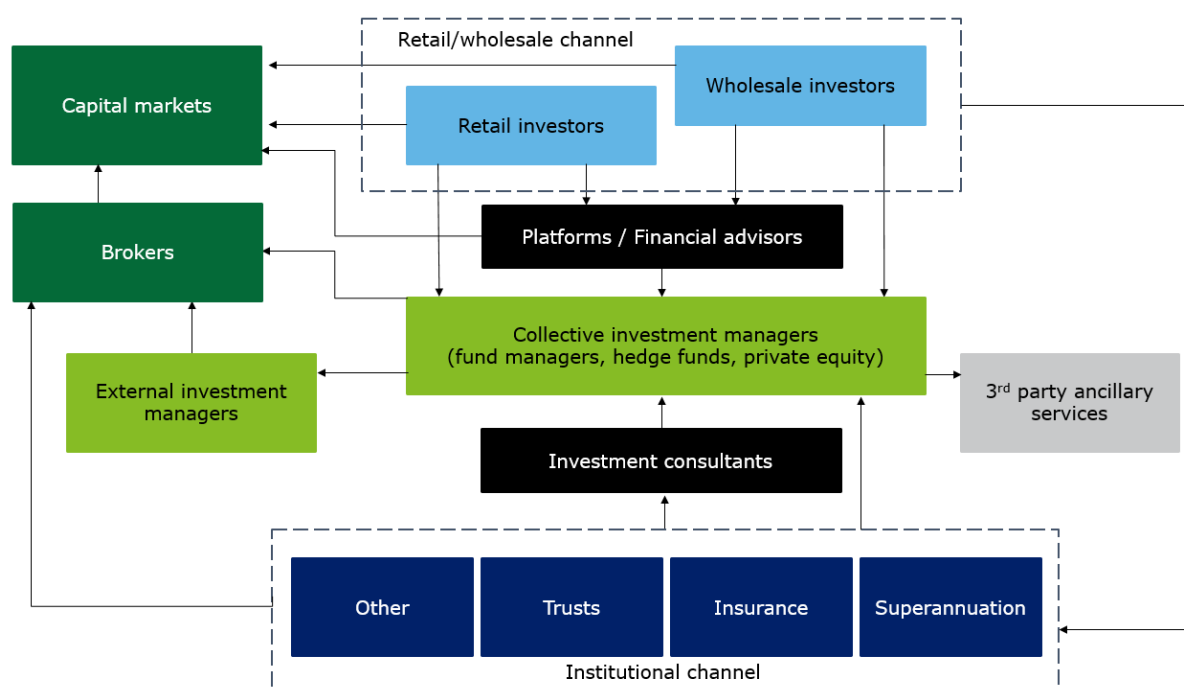 Retail/wholesale channel
Capital markets
Wholesale investors
Retail investors
Platforms / Financial advisors
Brokers
Collective investment managers
(fund managers, hedge funds, private equity)
External investment
managers
3rd party ancillary
services
Investment consultants
Other
Trusts
Insurance
Superannuation
Institutional channel